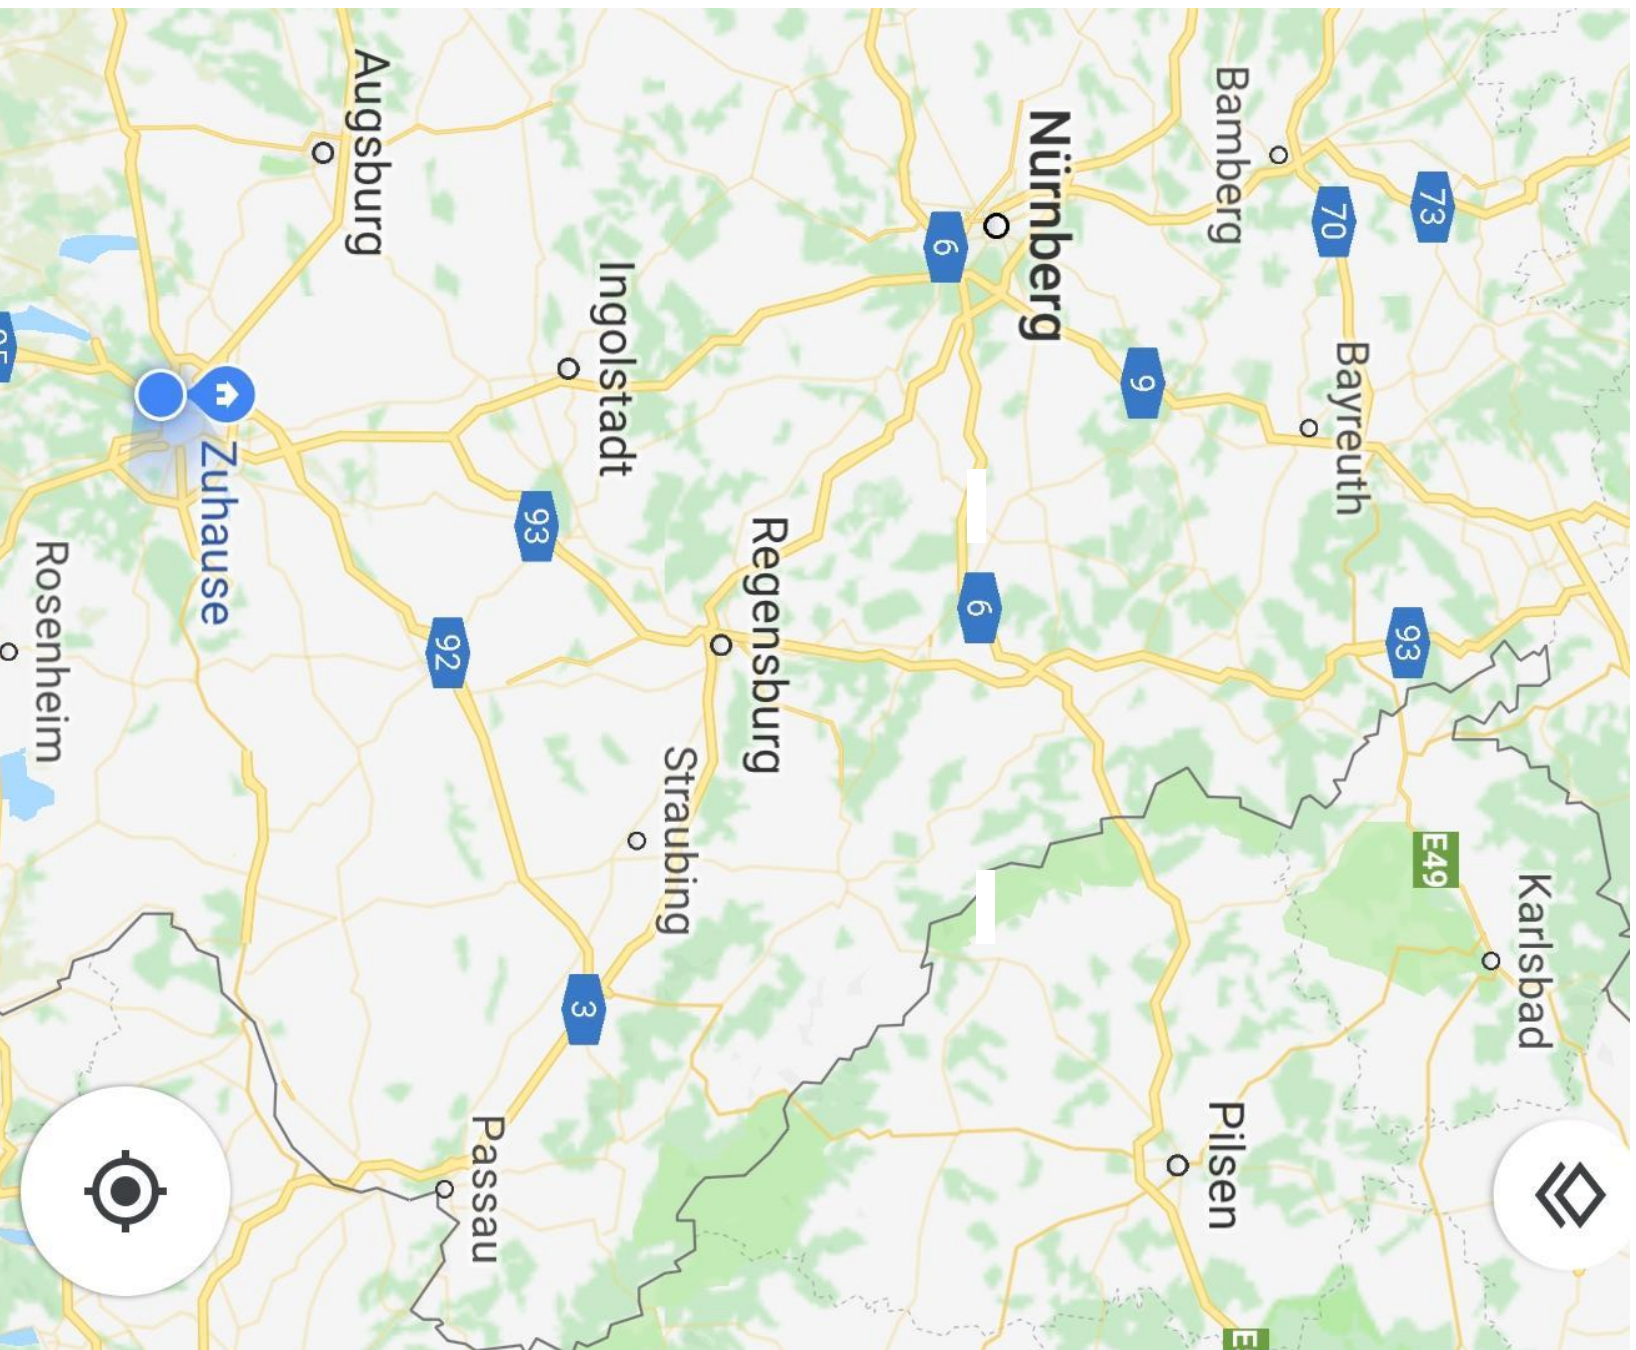 Karlsbad
73
E49
93
Bayreuth
70
E
Bamberg
Pilsen
9
Nürnberg
6
6
Regensburg
Straubing
Ingolstadt
3
93
Passau
92
Augsburg
Zuhause
Rosenheim